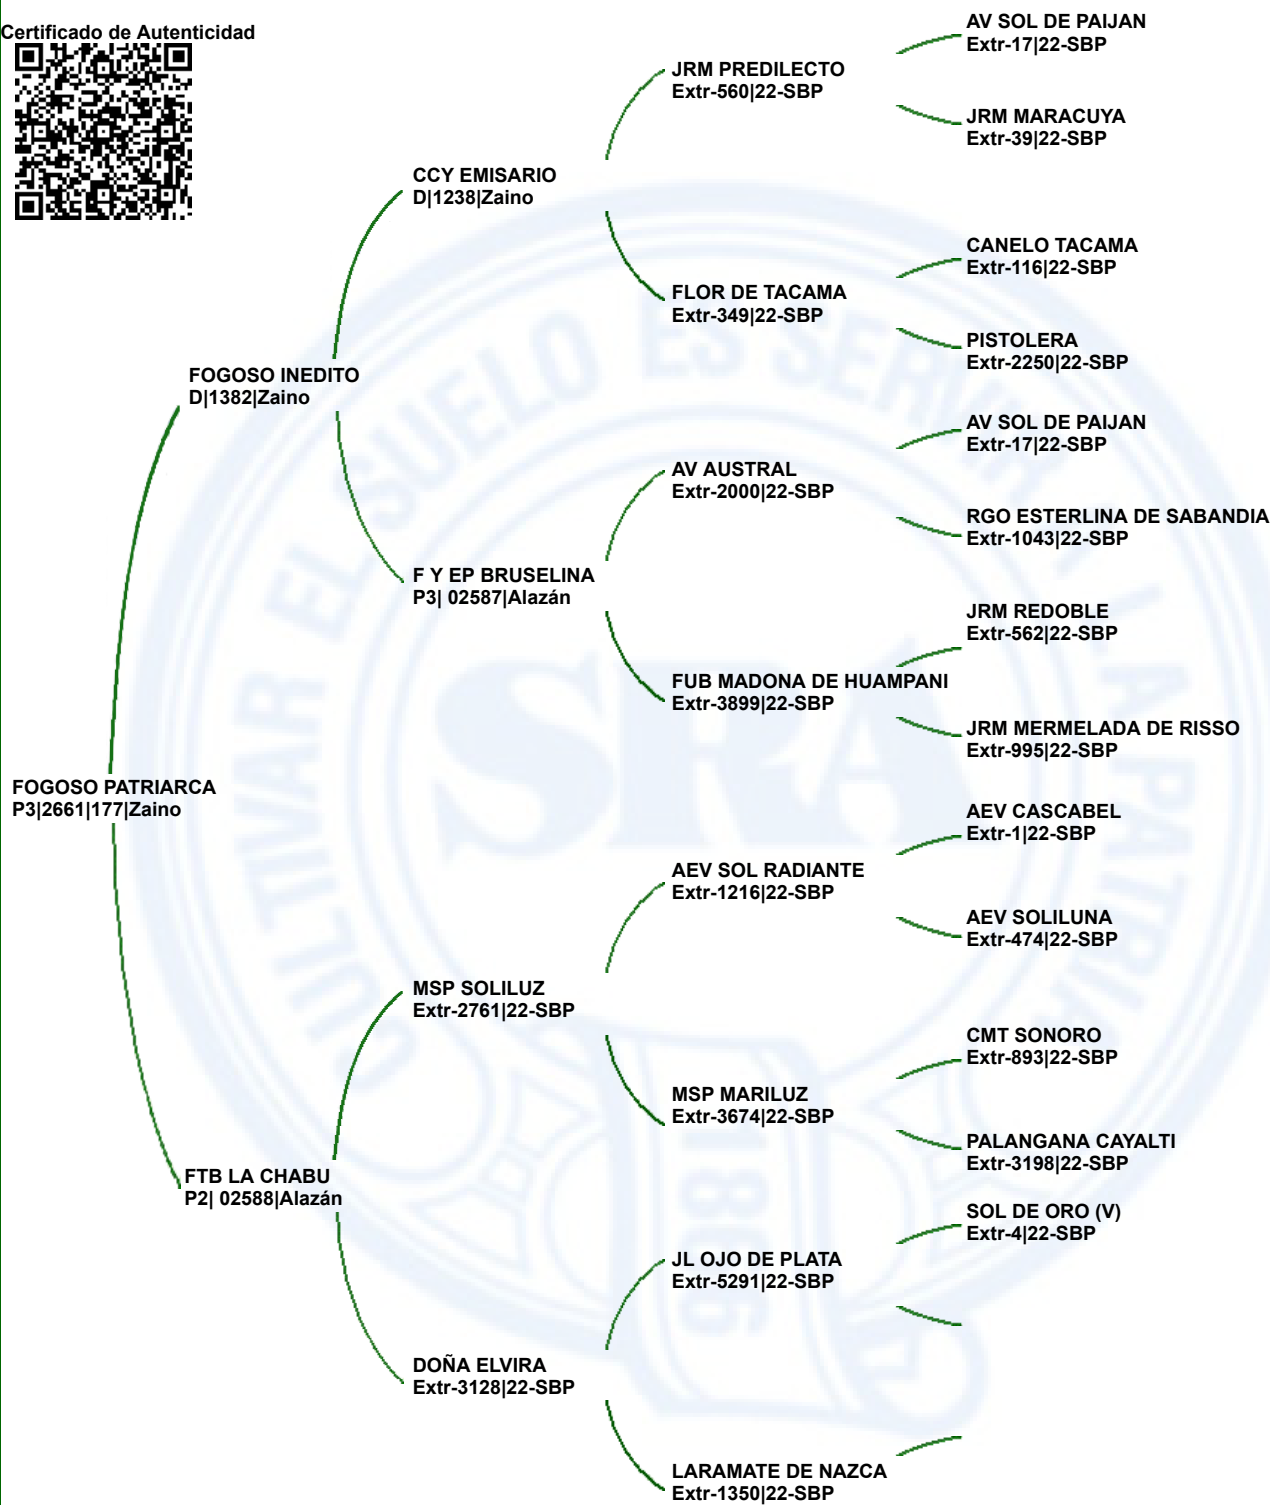 Certificado de Autenticidad
AV SOL DE PAIJAN
Extr-17|22-SBP
JRM PREDILECTO
Extr-560|22-SBP
JRM MARACUYA
Extr-39|22-SBP
CCY EMISARIO
D|1238|Zaino
CANELO TACAMA
Extr-116|22-SBP
FLOR DE TACAMA
Extr-349|22-SBP
PISTOLERA
Extr-2250|22-SBP
FOGOSO INEDITO
D|1382|Zaino
AV SOL DE PAIJAN
Extr-17|22-SBP
AV AUSTRAL
Extr-2000|22-SBP
RGO ESTERLINA DE SABANDIA
Extr-1043|22-SBP
F Y EP BRUSELINA
P3| 02587|Alazán
JRM REDOBLE
Extr-562|22-SBP
FUB MADONA DE HUAMPANI
Extr-3899|22-SBP
JRM MERMELADA DE RISSO
Extr-995|22-SBP
FOGOSO PATRIARCA
P3|2661|177|Zaino
AEV CASCABEL
Extr-1|22-SBP
AEV SOL RADIANTE
Extr-1216|22-SBP
AEV SOLILUNA
Extr-474|22-SBP
MSP SOLILUZ
Extr-2761|22-SBP
CMT SONORO
Extr-893|22-SBP
MSP MARILUZ
Extr-3674|22-SBP
PALANGANA CAYALTI
Extr-3198|22-SBP
FTB LA CHABU
P2| 02588|Alazán
SOL DE ORO (V)
Extr-4|22-SBP
JL OJO DE PLATA
Extr-5291|22-SBP
DOÑA ELVIRA
Extr-3128|22-SBP
LARAMATE DE NAZCA
Extr-1350|22-SBP
CULTIVAR EL SUELO ES SERVIR A LA PATRIA
SRA
1866